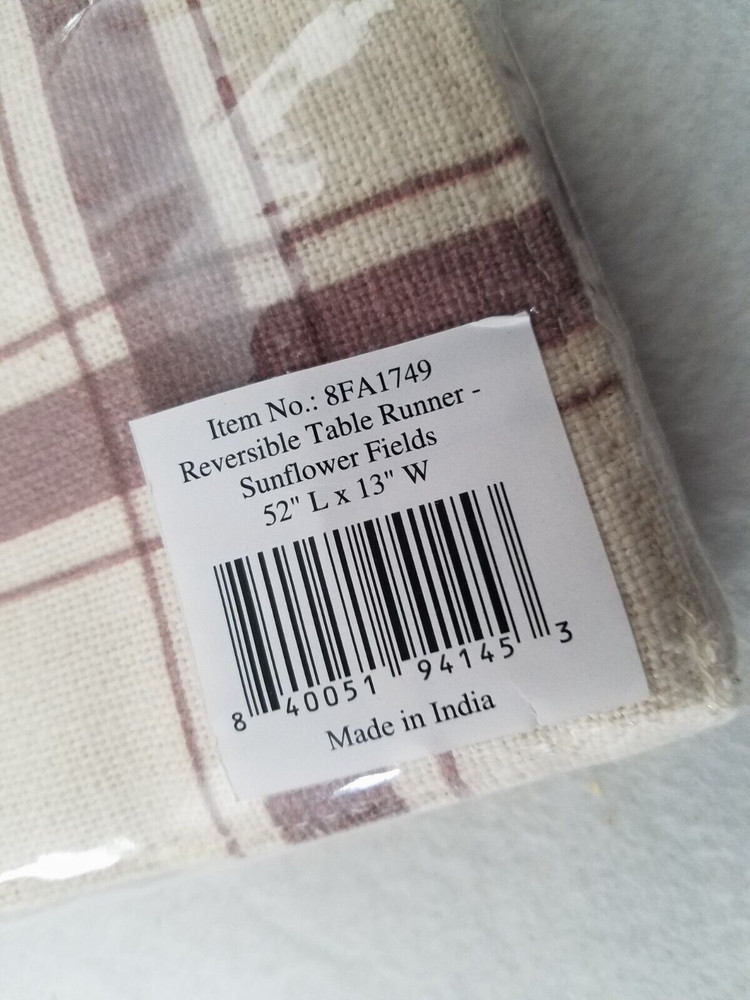 Item No.: 8FA1749
Reversible Table Runner -
Sunflower Fields
52" L x 13" W
8 40051 94145 3
Made in India